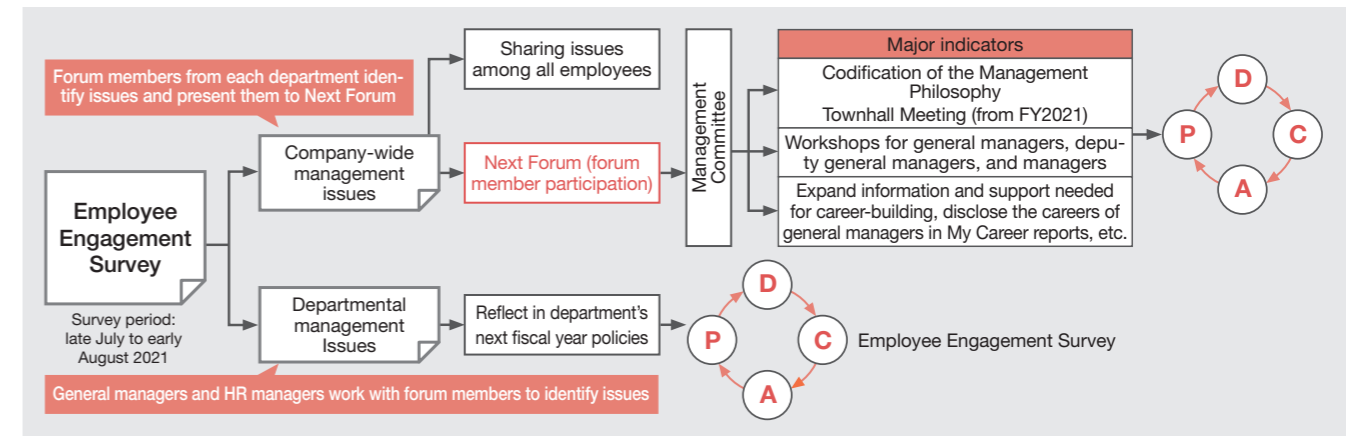 Forum members from each department iden-
tify issues and present them to Next Forum
Sharing issues
among all employees
Company-wide
management
issues
Next Forum (forum
member participation)
Management
Committee
Major indicators
Codification of the Management
Philosophy
Townhall Meeting (from FY2021)
Workshops for general managers, depu-
ty general managers, and managers
Expand information and support needed
for career-building, disclose the careers of
general managers in My Career reports, etc.
D
P
C
A
Employee
Engagement
Survey
Survey period:
late July to early
August 2021
Departmental
management
Issues
Reflect in department’s
next fiscal year policies
D
P
C
A
Employee Engagement Survey
General managers and HR managers work with forum members to identify issues